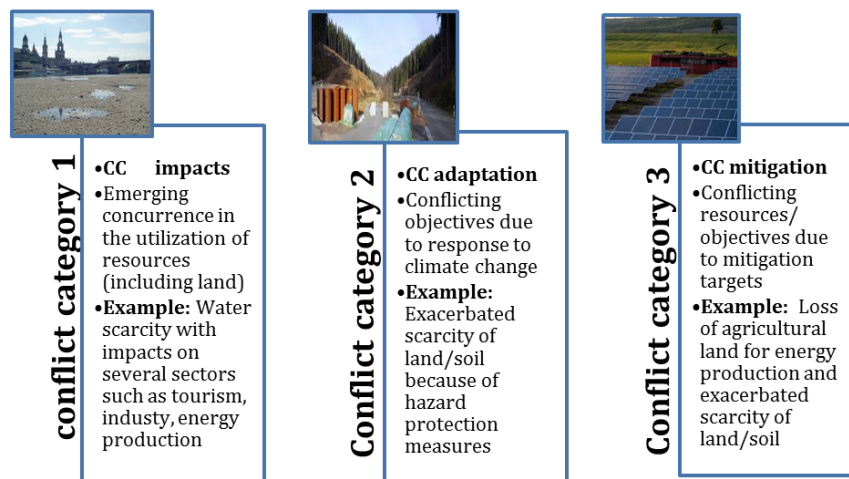 conflict category 1
•CC impacts
•Emerging
concurrence in
the utilization of
resources
(including land)
•Example: Water
scarcity with
impacts on
several sectors
such as tourism,
industy, energy
production
Conflict category 2
•CC adaptation
•Conflicting
objectives due
to response to
climate change
•Example:
Exacerbated
scarcity of
land/soil
because of
hazard
protection
measures
Conflict category 3
•CC mitigation
•Conflicting
resources/
objectives due
to mitigation
targets
•Example: Loss
of agricultural
land for energy
production and
exacerbated
scarcity of
land/soil